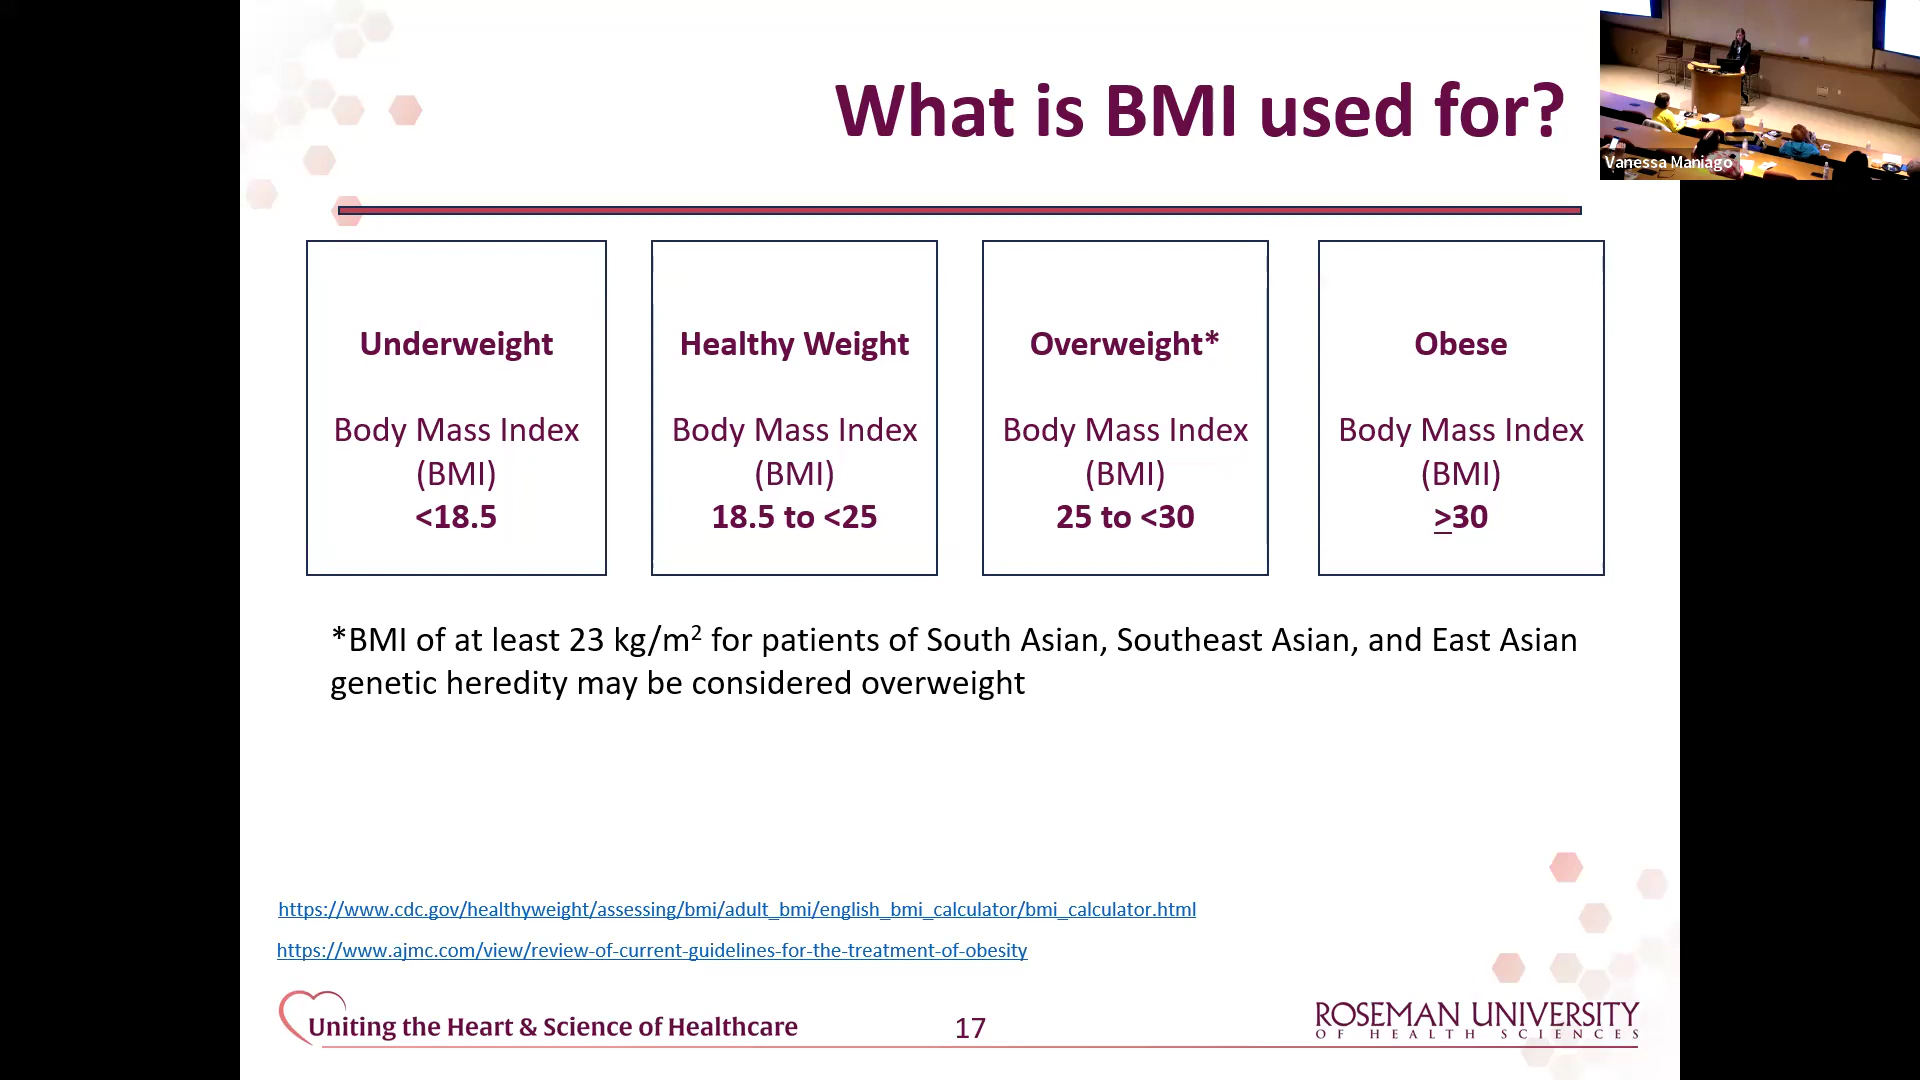 What is BMI used for?
Vanessa Maniago
Underweight
Body Mass Index
(BMI)
<18.5
Healthy Weight
Body Mass Index
(BMI)
18.5 to <25
Overweight*
Body Mass Index
(BMI)
25 to <30
Obese
Body Mass Index
(BMI)
≥30
*BMI of at least 23 kg/m² for patients of South Asian, Southeast Asian, and East Asian
genetic heredity may be considered overweight
https://www.cdc.gov/healthyweight/assessing/bmi/adult_bmi/english_bmi_calculator/bmi_calculator.html
https://www.ajmc.com/view/review-of-current-guidelines-for-the-treatment-of-obesity
Uniting the Heart & Science of Healthcare
17
ROSEMAN UNIVERSITY
OF HEALTH SCIENCES